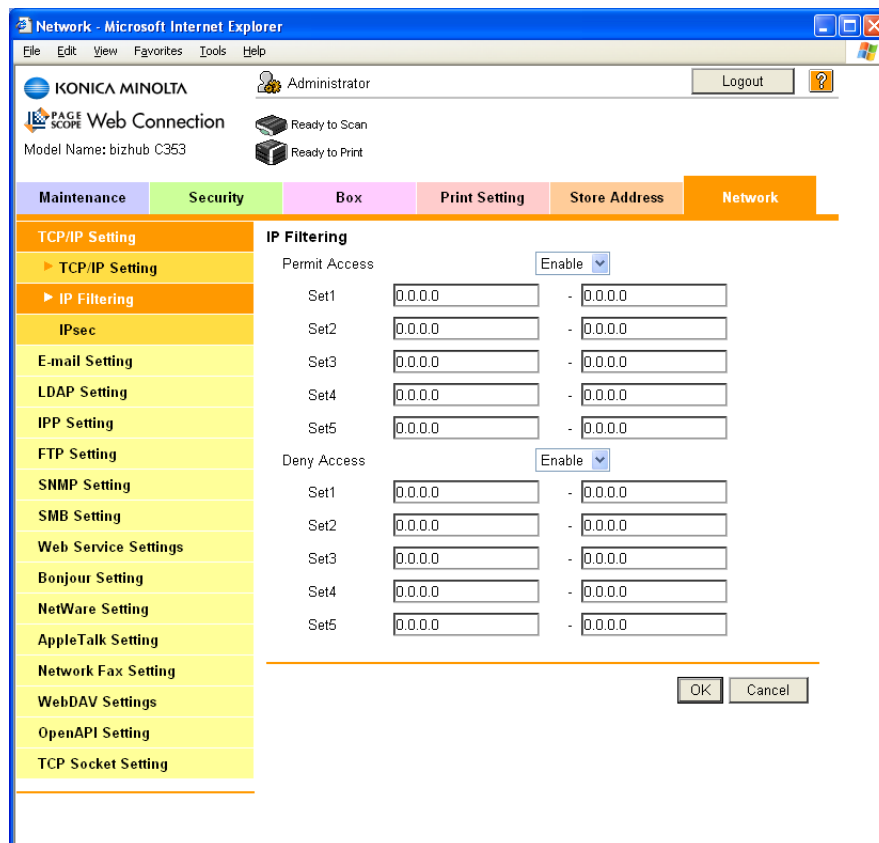 Network - Microsoft Internet Explorer
File Edit View Favorites Tools Help
KONICA MINOLTA
Administrator
Logout
?
PAGE SCOPE Web Connection
Ready to Scan
Model Name: bizhub C353
Ready to Print
Maintenance Security Box Print Setting Store Address Network
TCP/IP Setting
TCP/IP Setting
IP Filtering
IPsec
E-mail Setting
LDAP Setting
IPP Setting
FTP Setting
SNMP Setting
SMB Setting
Web Service Settings
Bonjour Setting
NetWare Setting
AppleTalk Setting
Network Fax Setting
WebDAV Settings
OpenAPI Setting
TCP Socket Setting
IP Filtering
Permit Access Enable
Set1 0.0.0.0 - 0.0.0.0
Set2 0.0.0.0 - 0.0.0.0
Set3 0.0.0.0 - 0.0.0.0
Set4 0.0.0.0 - 0.0.0.0
Set5 0.0.0.0 - 0.0.0.0
Deny Access Enable
Set1 0.0.0.0 - 0.0.0.0
Set2 0.0.0.0 - 0.0.0.0
Set3 0.0.0.0 - 0.0.0.0
Set4 0.0.0.0 - 0.0.0.0
Set5 0.0.0.0 - 0.0.0.0
OK Cancel